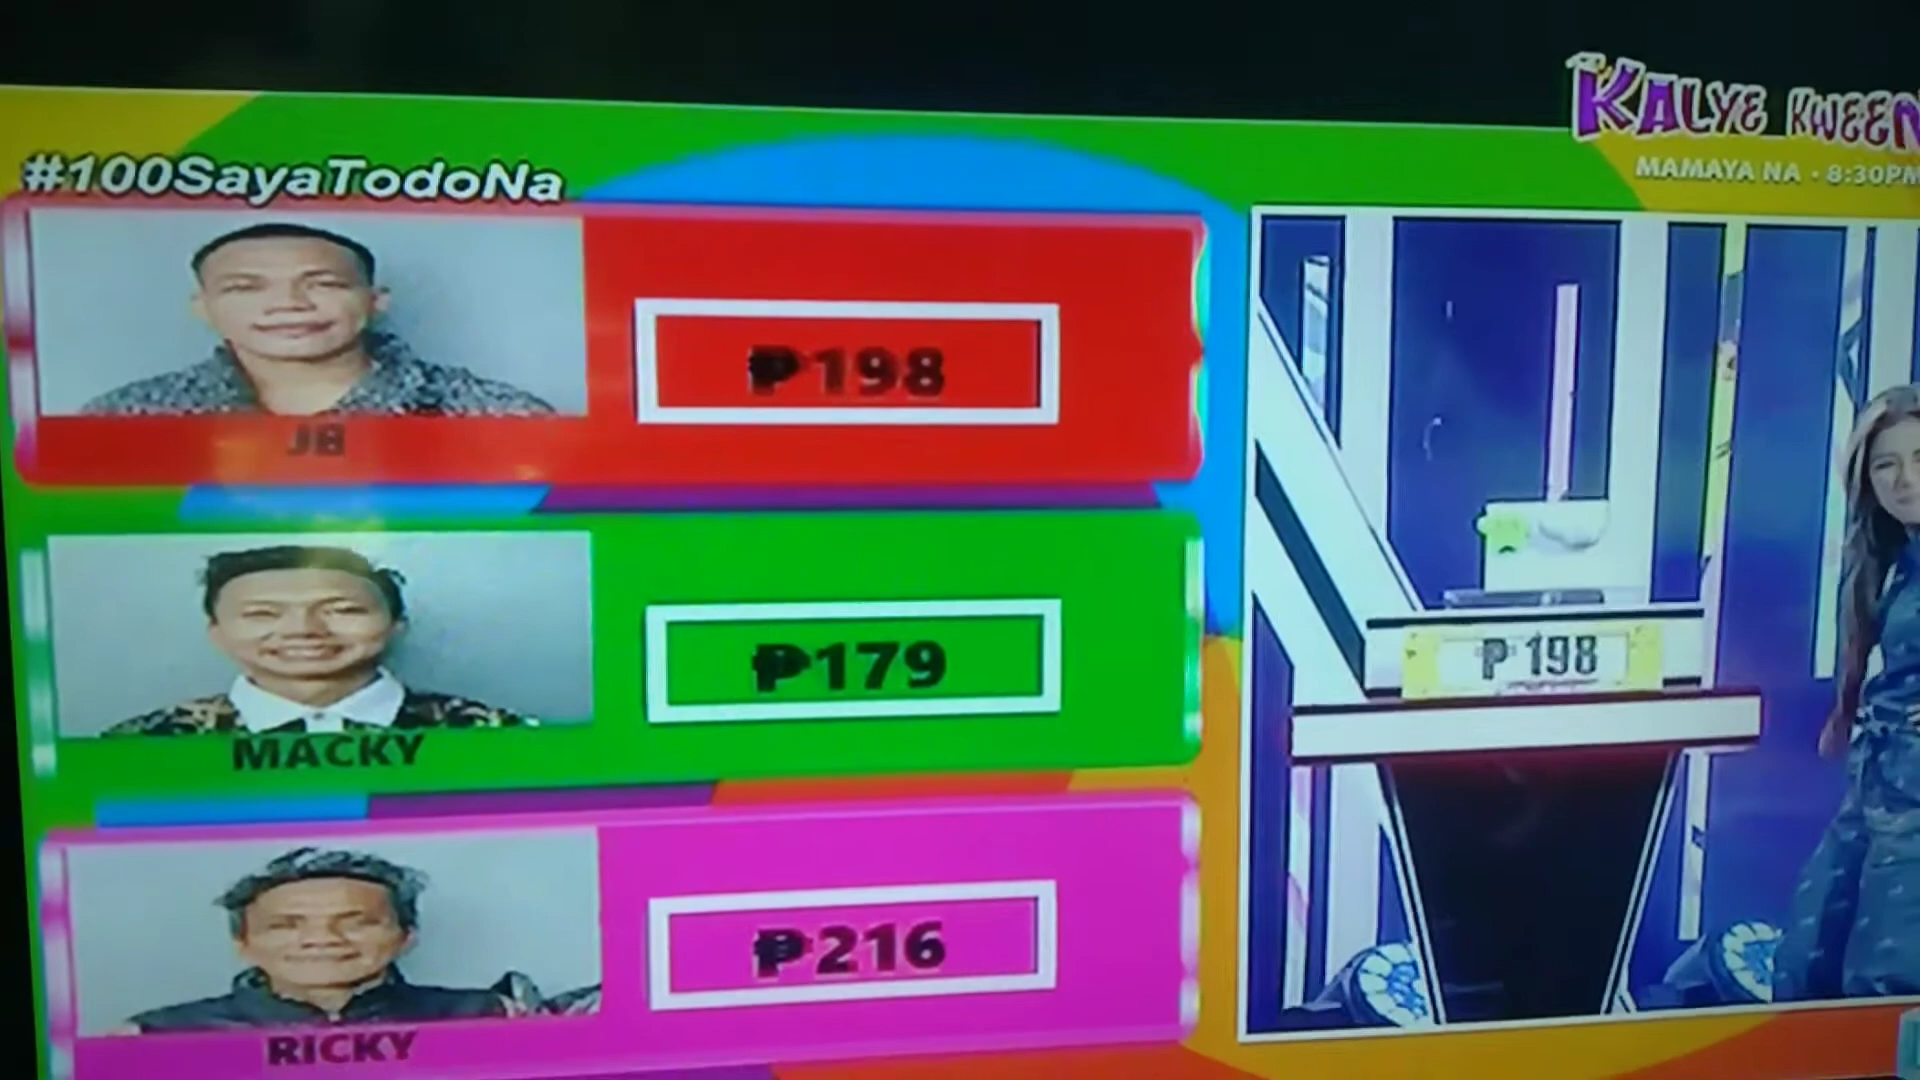 KALYE KWEEN
MAMAYA NA • 8:30PM
#100SayaTodoNa
₱198
JB
₱179
MACKY
₱216
RICKY
₱ 198